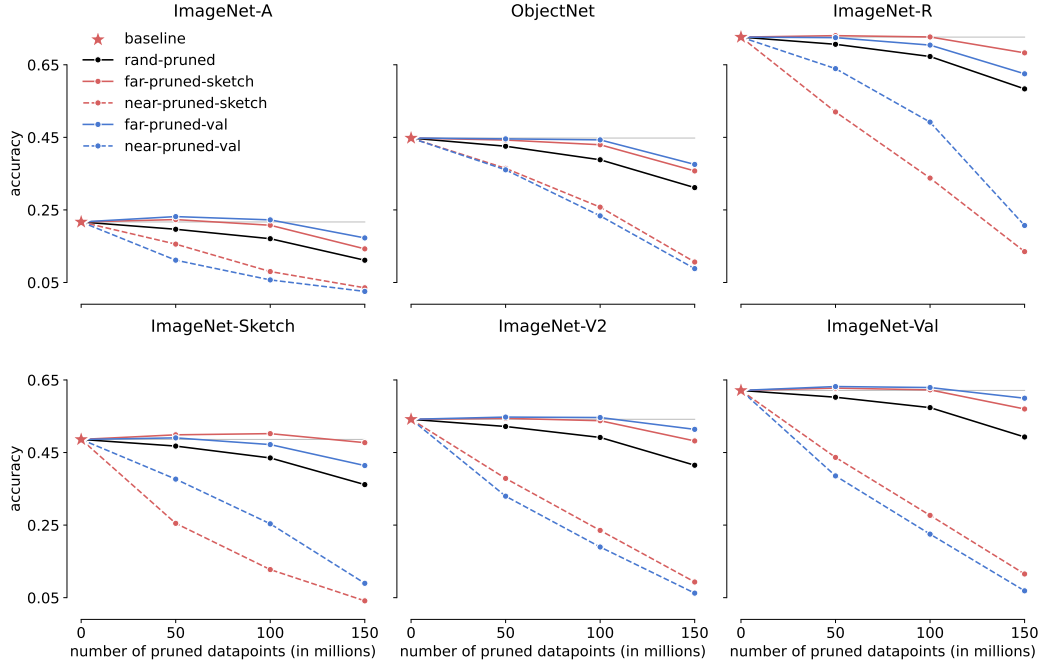 ImageNet-A
ObjectNet
ImageNet-R
baseline
rand-pruned
far-pruned-sketch
near-pruned-sketch
far-pruned-val
near-pruned-val
accuracy
0.65
0.45
0.25
0.05
ImageNet-Sketch
ImageNet-V2
ImageNet-Val
accuracy
0.65
0.45
0.25
0.05
0 50 100 150
0 50 100 150
0 50 100 150
number of pruned datapoints (in millions)
number of pruned datapoints (in millions)
number of pruned datapoints (in millions)